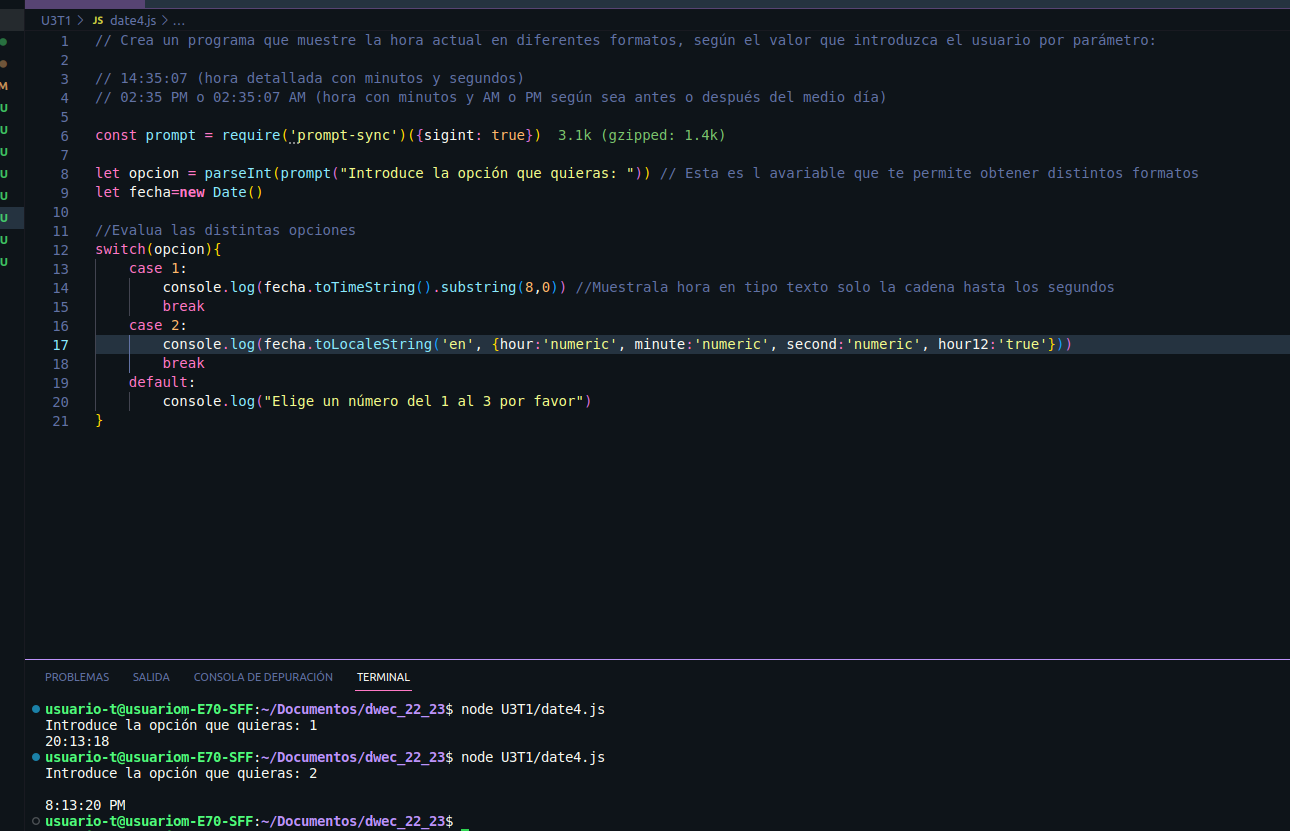 U3T1 > JS date4.js > ...
1 // Crea un programa que muestre la hora actual en diferentes formatos, según el valor que introduzca el usuario por parámetro:
2
3 // 14:35:07 (hora detallada con minutos y segundos)
4 // 02:35 PM o 02:35:07 AM (hora con minutos y AM o PM según sea antes o después del medio día)
5
6 const prompt = require('prompt-sync')({sigint: true}) 3.1k (gzipped: 1.4k)
7
8 let opcion = parseInt(prompt("Introduce la opción que quieras: ")) // Esta es l avariable que te permite obtener distintos formatos
9 let fecha=new Date()
10
11 //Evalua las distintas opciones
12 switch(opcion){
13 case 1:
14 console.log(fecha.toTimeString().substring(8,0)) //Muestrala hora en tipo texto solo la cadena hasta los segundos
15 break
16 case 2:
17 console.log(fecha.toLocaleString('en', {hour:'numeric', minute:'numeric', second:'numeric', hour12:'true'}))
18 break
19 default:
20 console.log("Elige un número del 1 al 3 por favor")
21 }
M
U
U
U
U
U
U
U
U
PROBLEMAS SALIDA CONSOLA DE DEPURACIÓN TERMINAL
usuario-t@usuariom-E70-SFF:~/Documentos/dwec_22_23$ node U3T1/date4.js
Introduce la opción que quieras: 1
20:13:18
usuario-t@usuariom-E70-SFF:~/Documentos/dwec_22_23$ node U3T1/date4.js
Introduce la opción que quieras: 2
8:13:20 PM
usuario-t@usuariom-E70-SFF:~/Documentos/dwec_22_23$